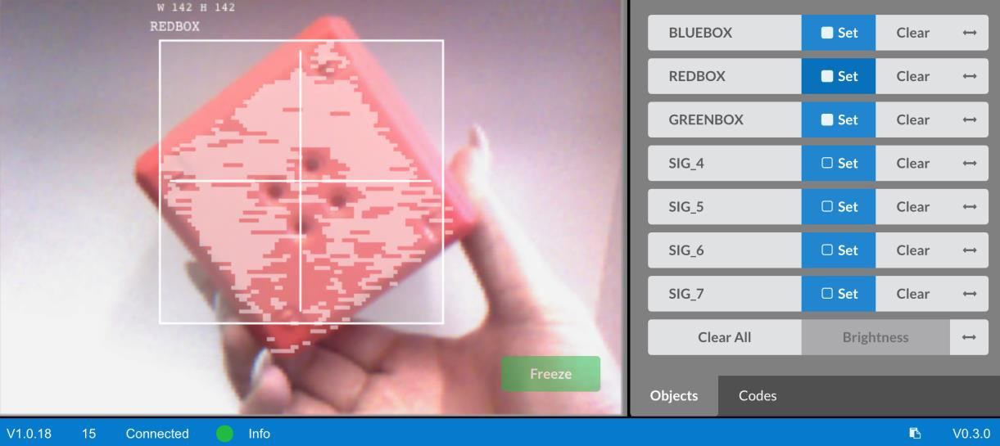 W 142 H 142
REDBOX
BLUEBOX Set Clear
REDBOX Set Clear
GREENBOX Set Clear
SIG_4 Set Clear
SIG_5 Set Clear
SIG_6 Set Clear
SIG_7 Set Clear
Clear All Brightness
Freeze
Objects Codes
V1.0.18 15 Connected Info V0.3.0